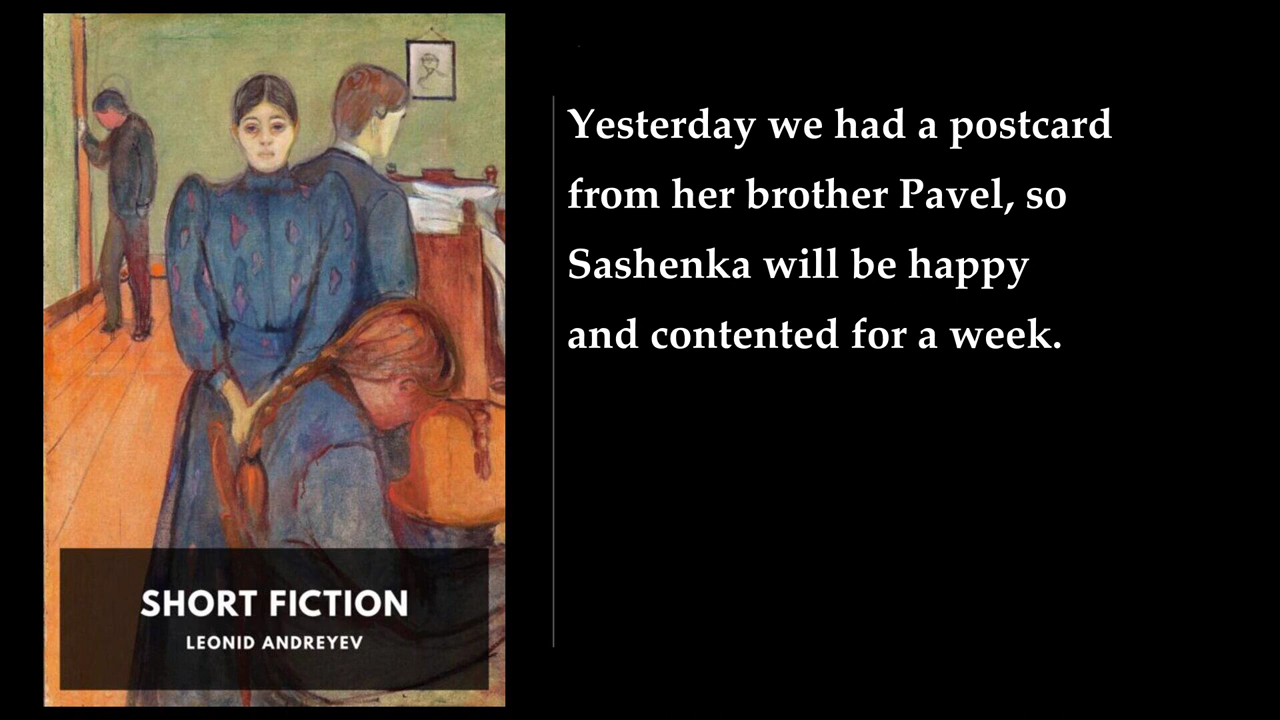 Yesterday we had a postcard
from her brother Pavel, so
Sashenka will be happy
and contented for a week.
SHORT FICTION
LEONID ANDREYEV